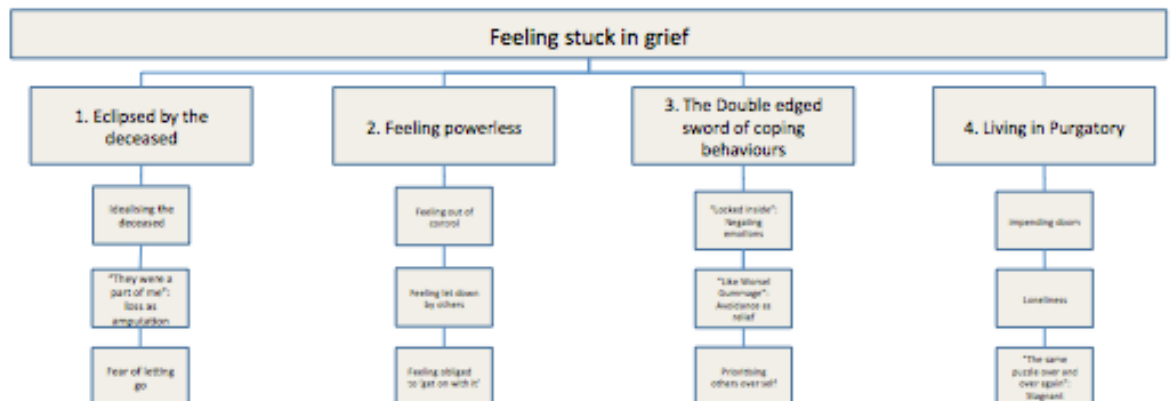 Feeling stuck in grief
1. Eclipsed by the
deceased
2. Feeling powerless
3. The Double edged
sword of coping
behaviours
4. Living in Purgatory
Idealising the
deceased
"They were a
part of me":
loss as
amputation
Fear of letting
go
Feeling out of
control
Feeling let down
by others
Feeling obliged
to 'get on with it'
"Locked inside":
Negating
emotions
"Like Worsel
Gummage":
Avoidance as
relief
Prioritising
others over self
Impending doom
Loneliness
"The same
puzzle over and
over again":
Stagnant